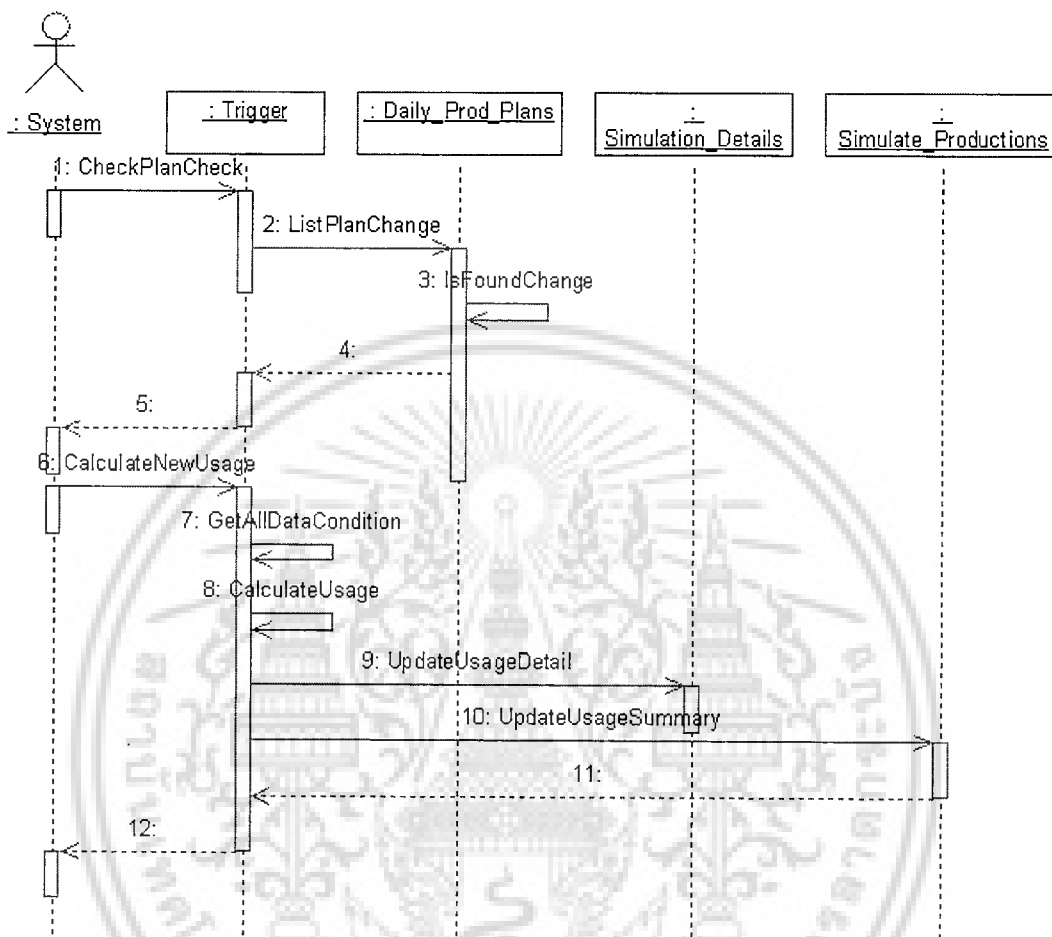 : System
: Trigger
: Daily_Prod_Plans
:
Simulation_Details
:
Simulate_Productions
1: CheckPlanCheck
2: ListPlanChange
3: IsFoundChange
4:
5:
6: CalculateNewUsage
7: GetAllDataCondition
8: CalculateUsage
9: UpdateUsageDetail
10: UpdateUsageSummary
11:
12: